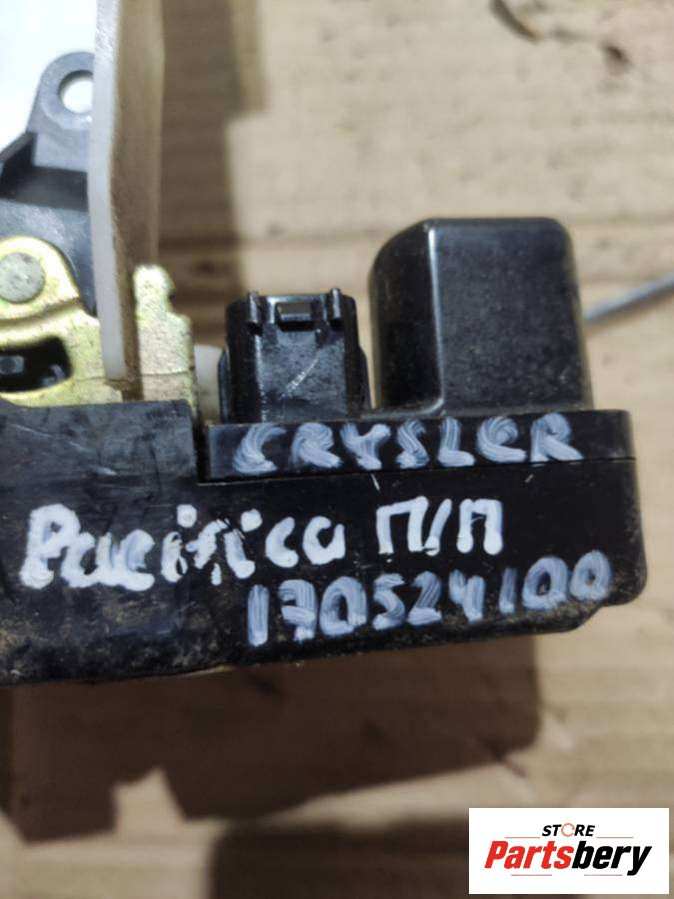 CRYSLER
Pacifica П/П
170524100
STORE
Partsbery